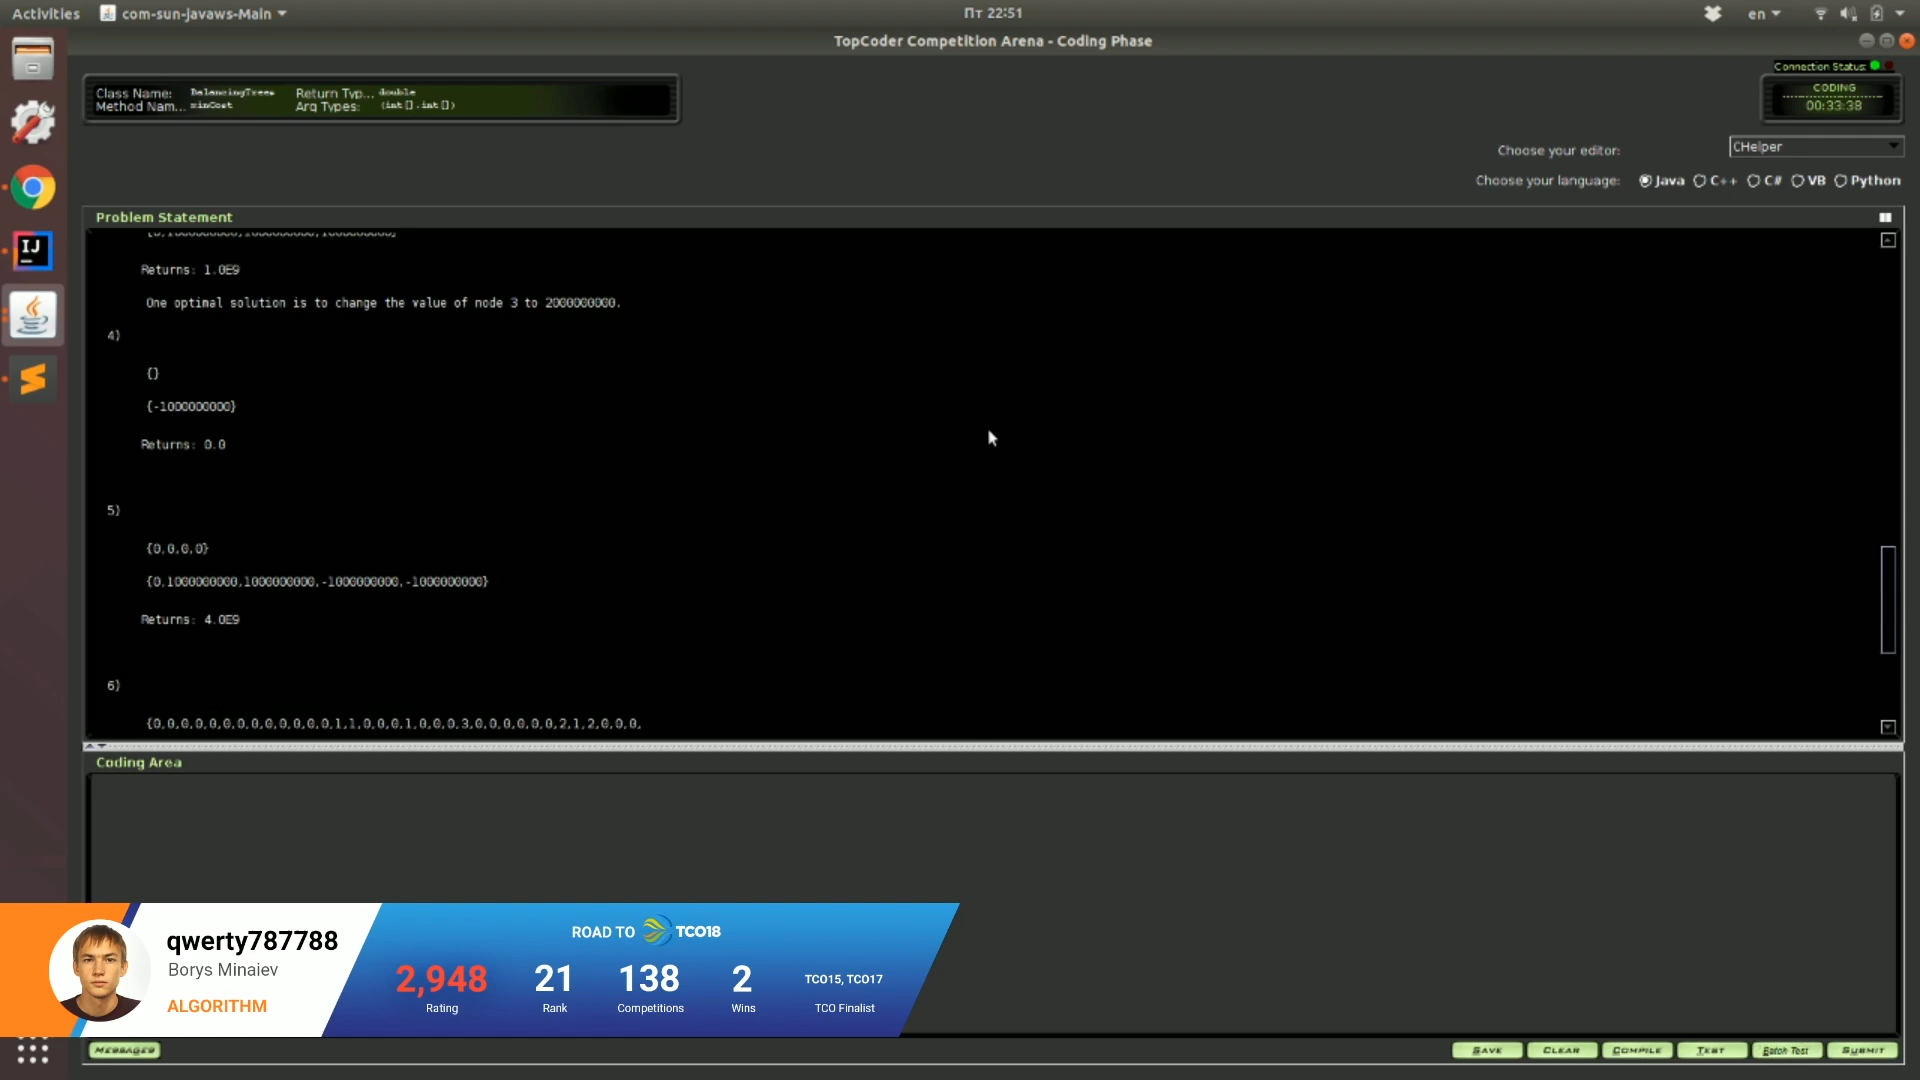 Activities com-sun-javaws-Main Пт 22:51 en
TopCoder Competition Arena - Coding Phase
Connection Status:
Class Name: BalancingTrees Return Typ... double
Method Nam... minCost Arg Types: (int[],int[])
CODING
00:33:38
Choose your editor: CHelper
Choose your language: Java C++ C# VB Python
Problem Statement
Returns: 1.0E9
One optimal solution is to change the value of node 3 to 2000000000.
4)
{}
{-1000000000}
Returns: 0.0
5)
{0,0,0,0}
{0,1000000000,1000000000,-1000000000,-1000000000}
Returns: 4.0E9
6)
{0,0,0,0,0,0,0,0,0,0,0,0,0,1,1,0,0,0,1,0,0,0,3,0,0,0,0,0,0,2,1,2,0,0,0,
Coding Area
qwerty787788
Borys Minaiev
ALGORITHM
ROAD TO TCO18
2,948 21 138 2 TCO15, TCO17
Rating Rank Competitions Wins TCO Finalist
MESSAGES SAVE CLEAR COMPILE TEST Batch Test SUBMIT
IJ